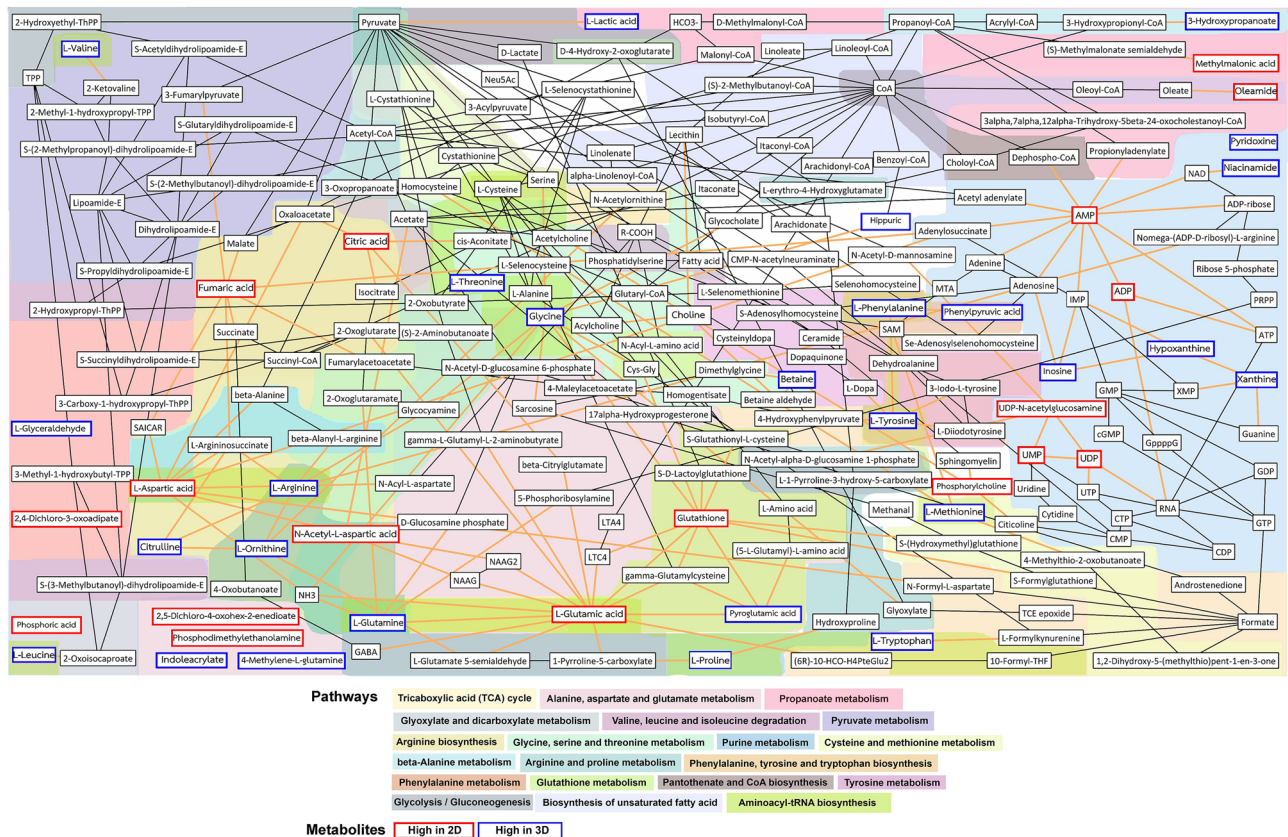 2-Hydroxyethyl-ThPP
Pyruvate
L-Lactic acid
HCO3-
D-Methylmalonyl-CoA
Propanoyl-CoA
Acrylyl-CoA
3-Hydroxypropionyl-CoA
3-Hydroxypropanoate
L-Valine
S-Acetyldihydrolipoamide-E
D-Lactate
D-4-Hydroxy-2-oxoglutarate
Malonyl-CoA
Linoleate
Linoleoyl-CoA
(S)-Methylmalonate semialdehyde
Methylmalonic acid
TPP
2-Ketovaline
Neu5Ac
L-Selenocystathionine
(S)-2-Methylbutanoyl-CoA
CoA
Oleoyl-CoA
Oleate
Oleamide
3-Fumarylpyruvate
L-Cystathionine
3-Acylpyruvate
2-Methyl-1-hydroxypropyl-TPP
S-Glutaryldihydrolipoamide-E
Acetyl-CoA
Isobutyryl-CoA
Lecithin
3alpha,7alpha,12alpha-Trihydroxy-5beta-24-oxocholestanoyl-CoA
S-(2-Methylpropanoyl)-dihydrolipoamide-E
Cystathionine
Linolenate
Itaconyl-CoA
Arachidonyl-CoA
Benzoyl-CoA
Choloyl-CoA
Dephospho-CoA
Propionyladenylate
Pyridoxine
Niacinamide
S-(2-Methylbutanoyl)-dihydrolipoamide-E
3-Oxopropanoate
Homocysteine
L-Cysteine
Serine
alpha-Linolenoyl-CoA
Itaconate
L-erythro-4-Hydroxyglutamate
Acetyl adenylate
NAD
Lipoamide-E
N-Acetylornithine
ADP-ribose
Oxaloacetate
Acetate
Glycocholate
Arachidonate
Hippuric
AMP
Dihydrolipoamide-E
Malate
Citric acid
cis-Aconitate
Acetylcholine
R-COOH
Adenylosuccinate
Nomega-(ADP-D-ribosyl)-L-arginine
S-Propyldihydrolipoamide-E
L-Selenocysteine
Phosphatidylserine
Fatty acid
CMP-N-acetylneuraminate
N-Acetyl-D-mannosamine
Adenine
Ribose 5-phosphate
Fumaric acid
L-Threonine
Isocitrate
L-Alanine
Glutaryl-CoA
L-Selenomethionine
Selenohomocysteine
MTA
Adenosine
ADP
2-Hydroxypropyl-ThPP
2-Oxobutyrate
Glycine
Choline
S-Adenosylhomocysteine
L-Phenylalanine
Phenylpyruvic acid
IMP
PRPP
Succinate
2-Oxoglutarate
(S)-2-Aminobutanoate
Acylcholine
Cysteinyldopa
Ceramide
SAM
Se-Adenosylselenohomocysteine
ATP
S-Succinyldihydrolipoamide-E
Succinyl-CoA
Fumarylacetoacetate
N-Acyl-L-amino acid
Dopaquinone
Dehydroalanine
Hypoxanthine
N-Acetyl-D-glucosamine 6-phosphate
Cys-Gly
Dimethylglycine
Inosine
Xanthine
beta-Alanine
2-Oxoglutaramate
4-Maleylacetoacetate
Homogentisate
Betaine
L-Dopa
3-Iodo-L-tyrosine
GMP
XMP
3-Carboxy-1-hydroxypropyl-ThPP
Glycocyamine
Sarcosine
17alpha-Hydroxyprogesterone
Betaine aldehyde
UDP-N-acetylglucosamine
L-Glyceraldehyde
SAICAR
4-Hydroxyphenylpyruvate
L-Tyrosine
L-Argininosuccinate
beta-Alanyl-L-arginine
gamma-L-Glutamyl-L-2-aminobutyrate
S-Glutathionyl-L-cysteine
L-Diiodotyrosine
cGMP
GppppG
Guanine
3-Methyl-1-hydroxybutyl-TPP
beta-Citrylglutamate
N-Acetyl-alpha-D-glucosamine 1-phosphate
Sphingomyelin
UMP
UDP
GDP
L-Aspartic acid
L-Arginine
N-Acyl-L-aspartate
S-D-Lactoylglutathione
L-1-Pyrroline-3-hydroxy-5-carboxylate
Phosphorylcholine
Uridine
UTP
RNA
2,4-Dichloro-3-oxoadipate
5-Phosphoribosylamine
L-Amino acid
Methanal
L-Methionine
Citicoline
Cytidine
CTP
GTP
N-Acetyl-L-aspartic acid
D-Glucosamine phosphate
LTA4
Glutathione
S-(Hydroxymethyl)glutathione
CMP
CDP
Citrulline
L-Ornithine
NAAG2
LTC4
(5-L-Glutamyl)-L-amino acid
4-Methylthio-2-oxobutanoate
S-(3-Methylbutanoyl)-dihydrolipoamide-E
4-Oxobutanoate
NH3
NAAG
gamma-Glutamylcysteine
N-Formyl-L-aspartate
S-Formylglutathione
Androstenedione
Phosphoric acid
2,5-Dichloro-4-oxohex-2-enedioate
L-Glutamine
L-Glutamic acid
Pyroglutamic acid
Hydroxyproline
Glyoxylate
TCE epoxide
Formate
Phosphodimethylethanolamine
L-Tryptophan
L-Formylkynurenine
L-Leucine
2-Oxoisocaproate
Indoleacrylate
4-Methylene-L-glutamine
GABA
L-Glutamate 5-semialdehyde
1-Pyrroline-5-carboxylate
L-Proline
(6R)-10-HCO-H4PteGlu2
10-Formyl-THF
1,2-Dihydroxy-5-(methylthio)pent-1-en-3-one
Pathways
Tricaboxylic acid (TCA) cycle
Alanine, aspartate and glutamate metabolism
Propanoate metabolism
Glyoxylate and dicarboxylate metabolism
Valine, leucine and isoleucine degradation
Pyruvate metabolism
Arginine biosynthesis
Glycine, serine and threonine metabolism
Purine metabolism
Cysteine and methionine metabolism
beta-Alanine metabolism
Arginine and proline metabolism
Phenylalanine, tyrosine and tryptophan biosynthesis
Phenylalanine metabolism
Glutathione metabolism
Pantothenate and CoA biosynthesis
Tyrosine metabolism
Glycolysis / Gluconeogenesis
Biosynthesis of unsaturated fatty acid
Aminoacyl-tRNA biosynthesis
Metabolites
High in 2D
High in 3D